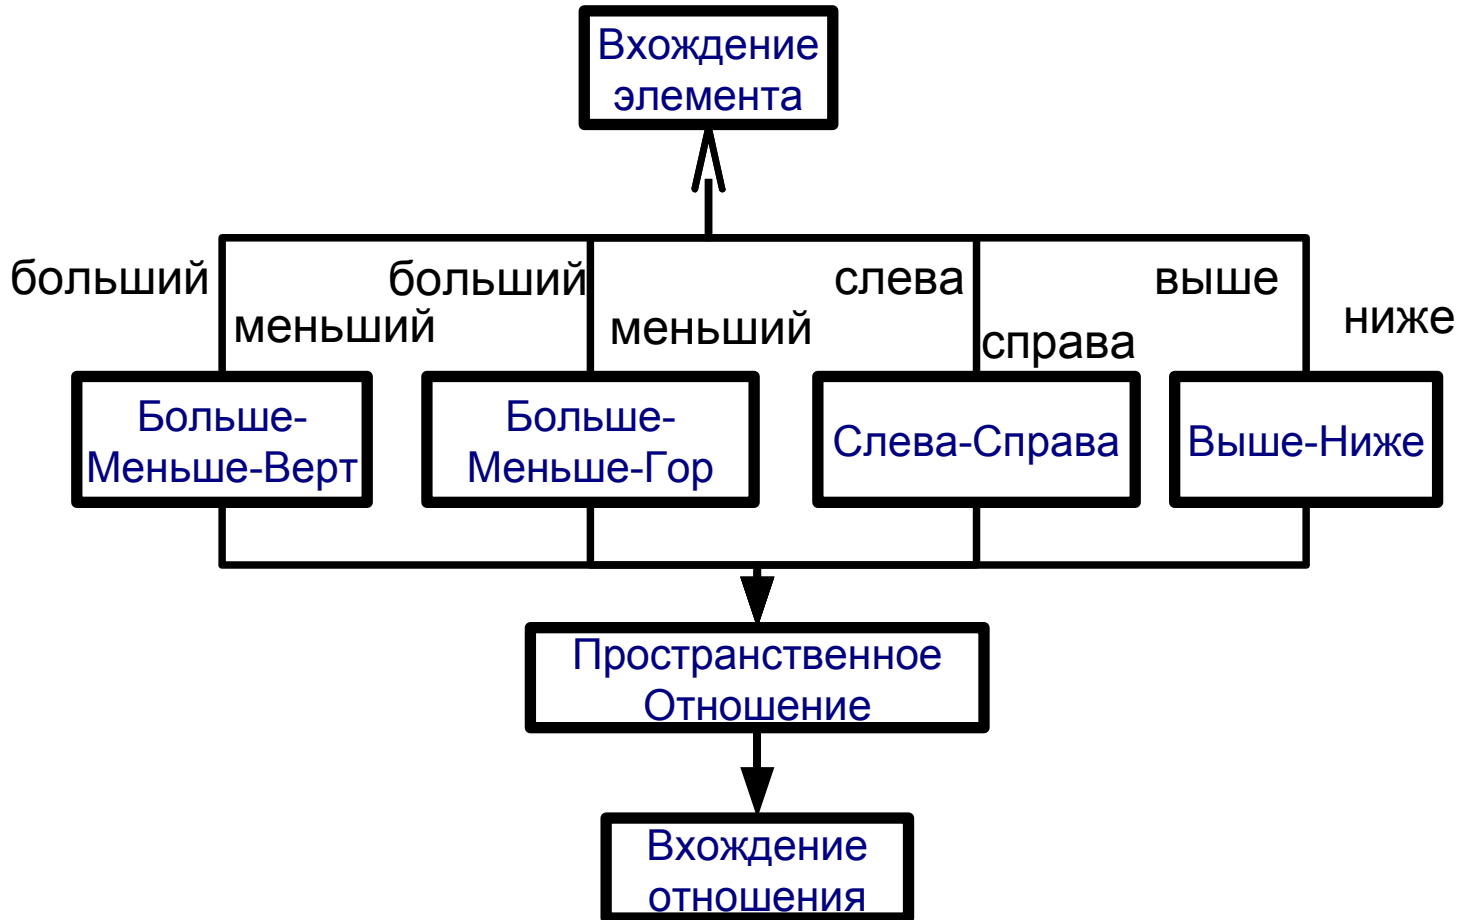 Вхождение
элемента
больший
меньший
больший
меньший
слева
справа
выше
ниже
Больше-
Меньше-Верт
Больше-
Меньше-Гор
Слева-Справа
Выше-Ниже
Пространственное
Отношение
Вхождение
отношения